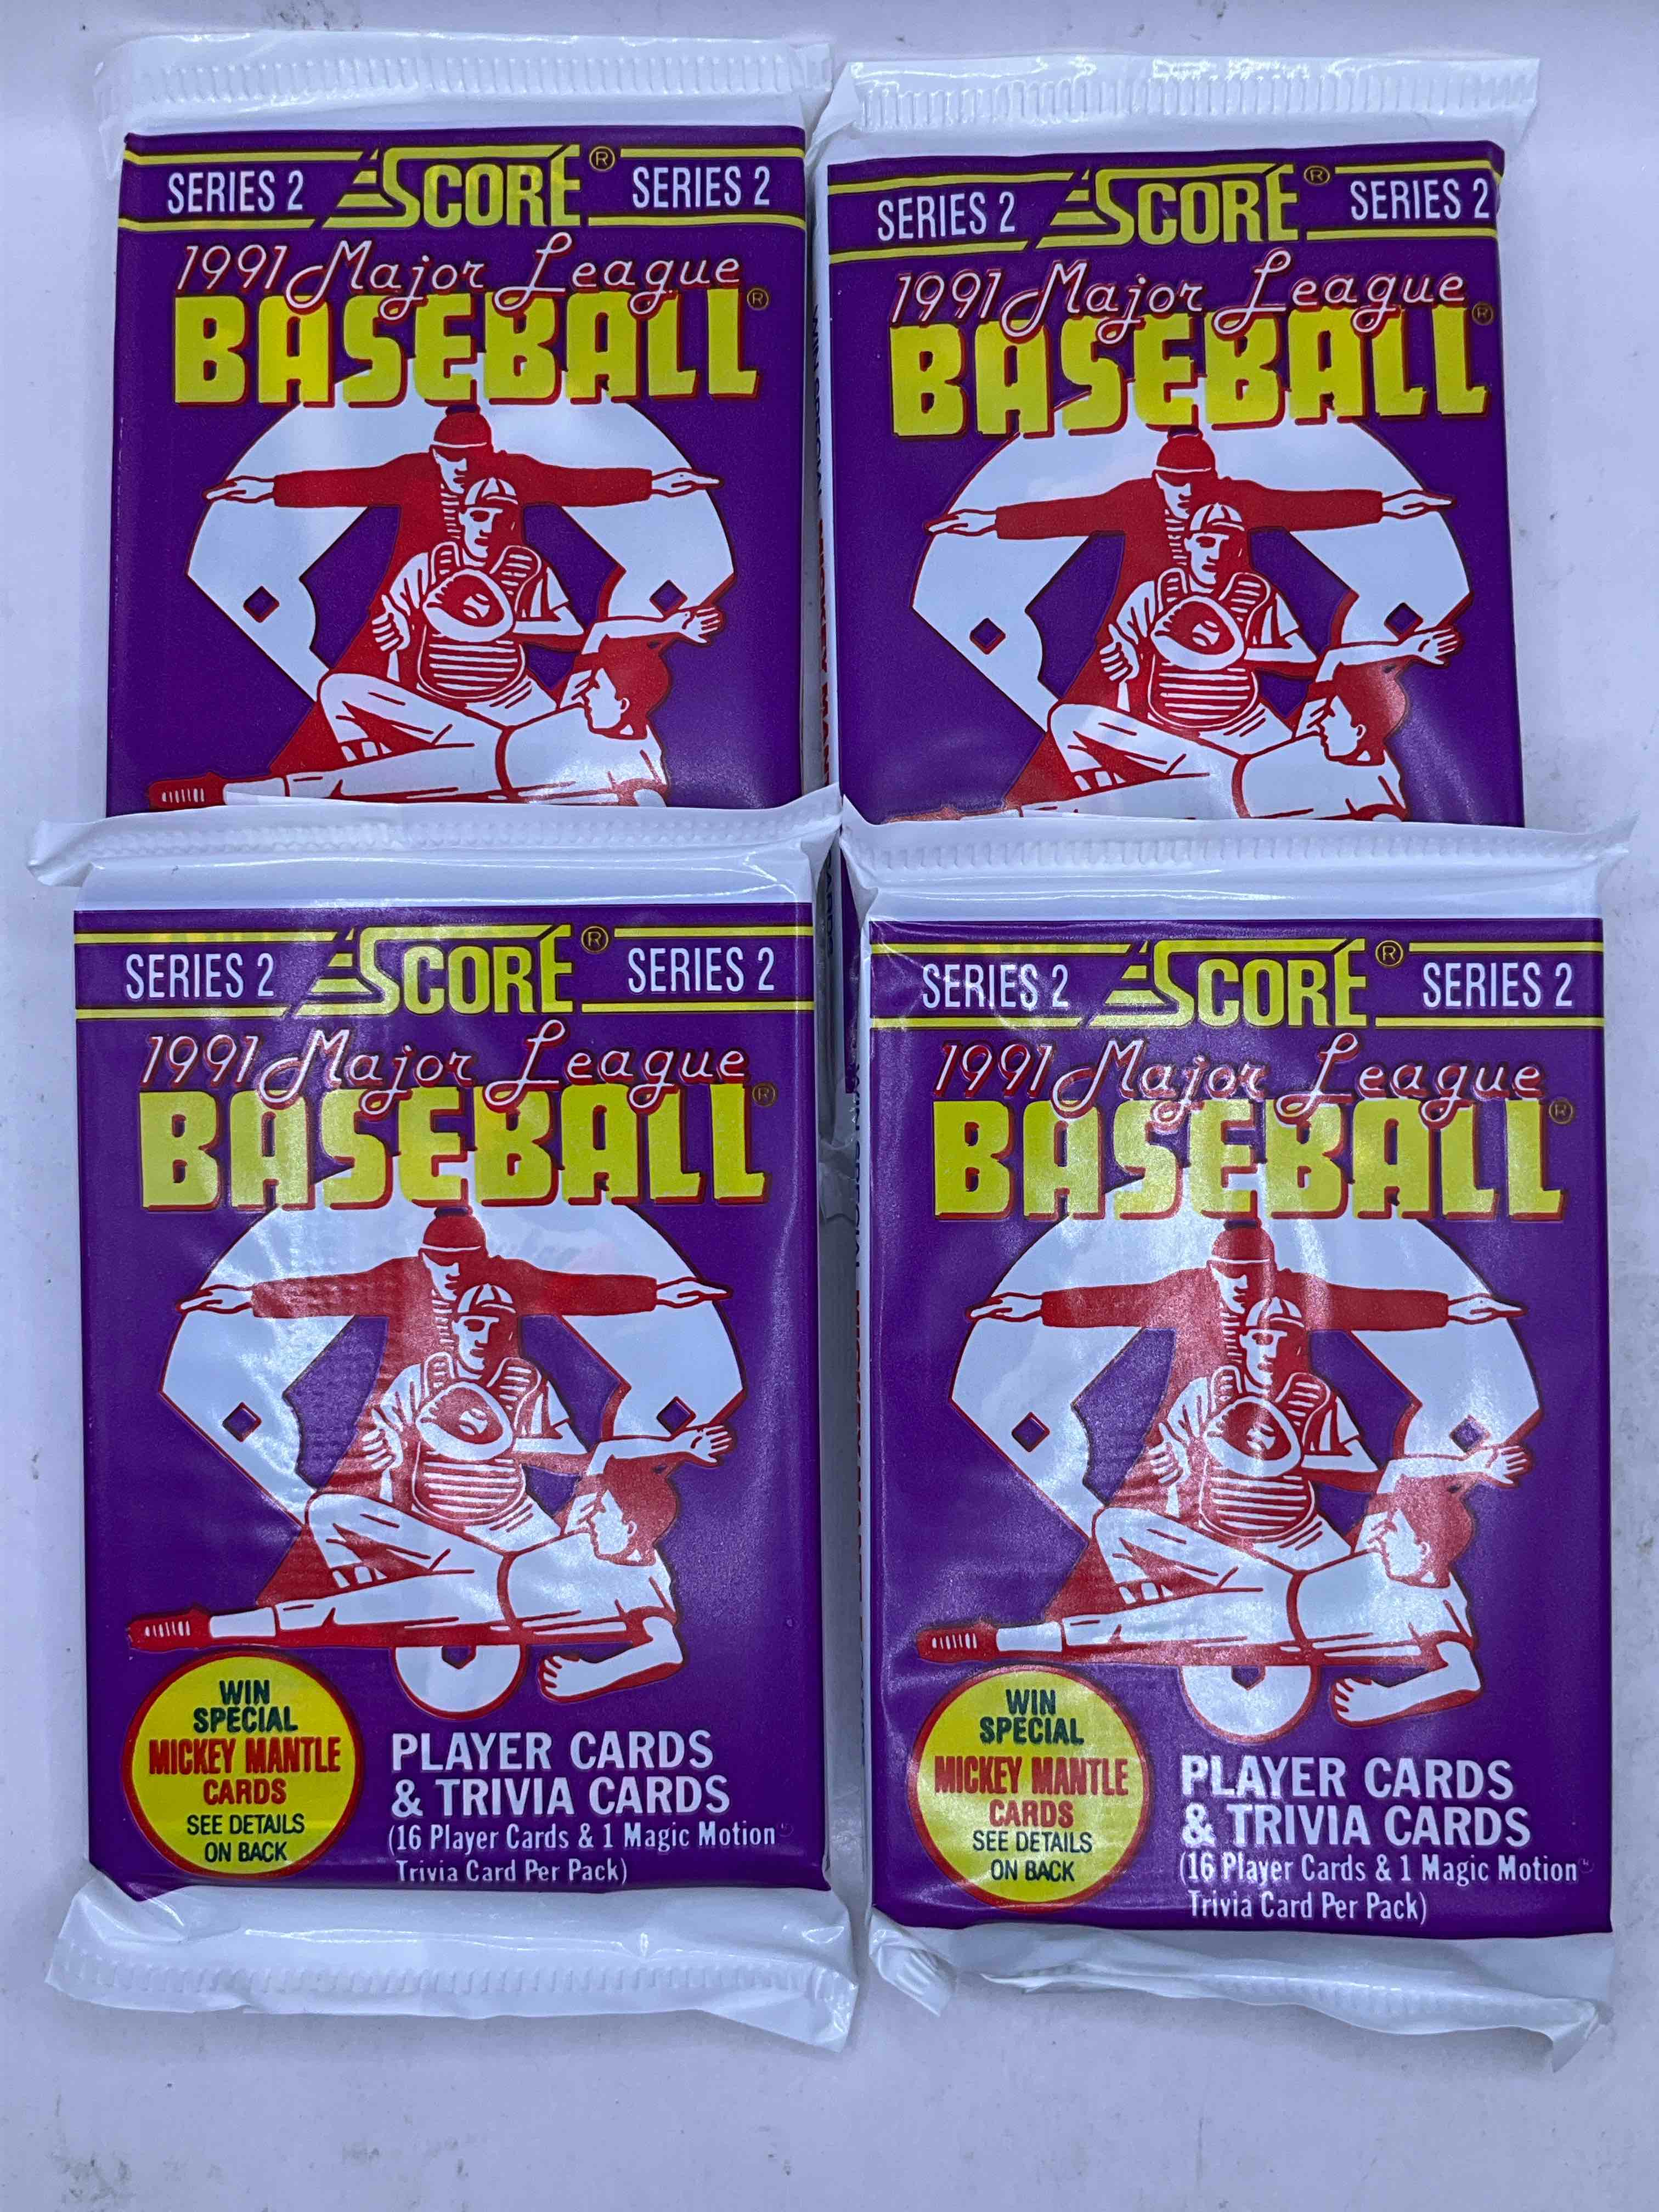 SERIES 2 SCORE® SERIES 2
1991 Major League
BASEBALL®
SERIES 2 SCORE® SERIES 2
1991 Major League
BASEBALL®
SERIES 2 SCORE® SERIES 2
1991 Major League
BASEBALL®
WIN
SPECIAL
MICKEY MANTLE
CARDS
SEE DETAILS
ON BACK
PLAYER CARDS
& TRIVIA CARDS
(16 Player Cards & 1 Magic Motion
Trivia Card Per Pack)
SERIES 2 SCORE® SERIES 2
1991 Major League
BASEBALL®
WIN
SPECIAL
MICKEY MANTLE
CARDS
SEE DETAILS
ON BACK
PLAYER CARDS
& TRIVIA CARDS
(16 Player Cards & 1 Magic Motion
Trivia Card Per Pack)